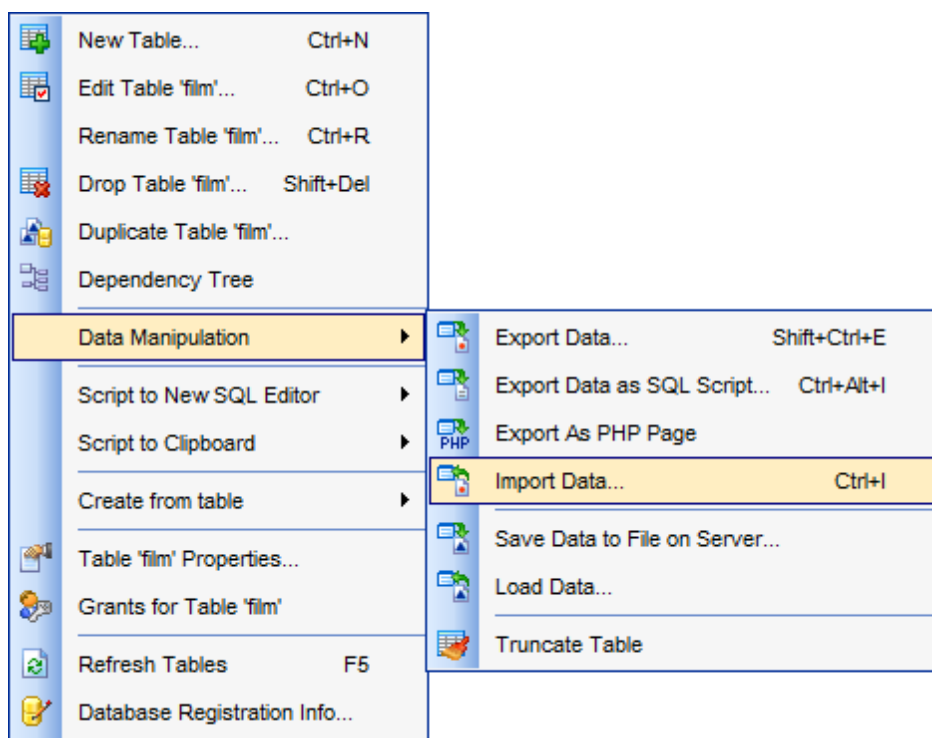 New Table... Ctrl+N
Edit Table 'film'... Ctrl+O
Rename Table 'film'... Ctrl+R
Drop Table 'film'... Shift+Del
Duplicate Table 'film'...
Dependency Tree
Data Manipulation
Script to New SQL Editor
Script to Clipboard
Create from table
Table 'film' Properties...
Grants for Table 'film'
Refresh Tables F5
Database Registration Info...
Export Data... Shift+Ctrl+E
Export Data as SQL Script... Ctrl+Alt+I
PHP Export As PHP Page
Import Data... Ctrl+I
Save Data to File on Server...
Load Data...
Truncate Table